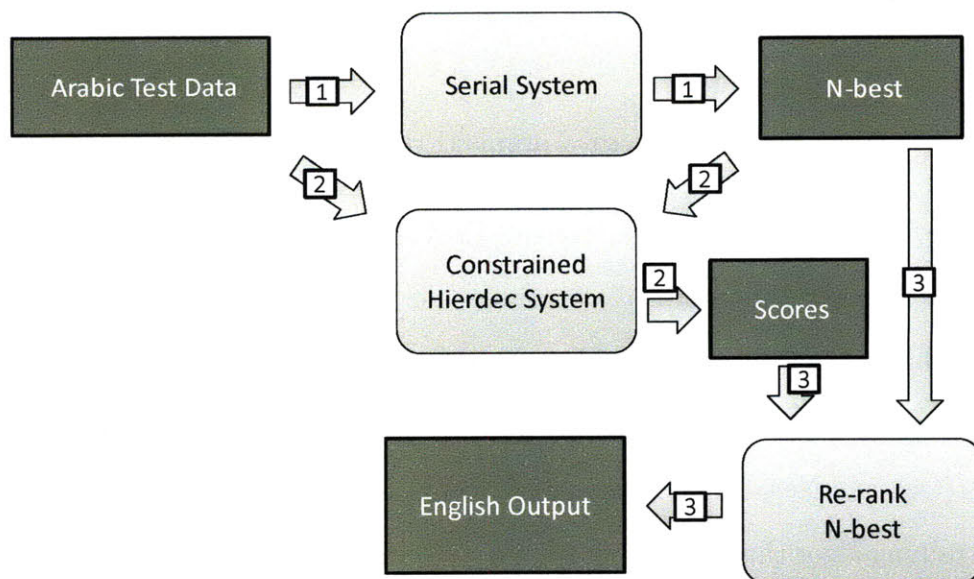 Arabic Test Data
1
Serial System
1
N-best
2
2
Constrained
Hierdec System
2
Scores
3
3
English Output
3
Re-rank
N-best